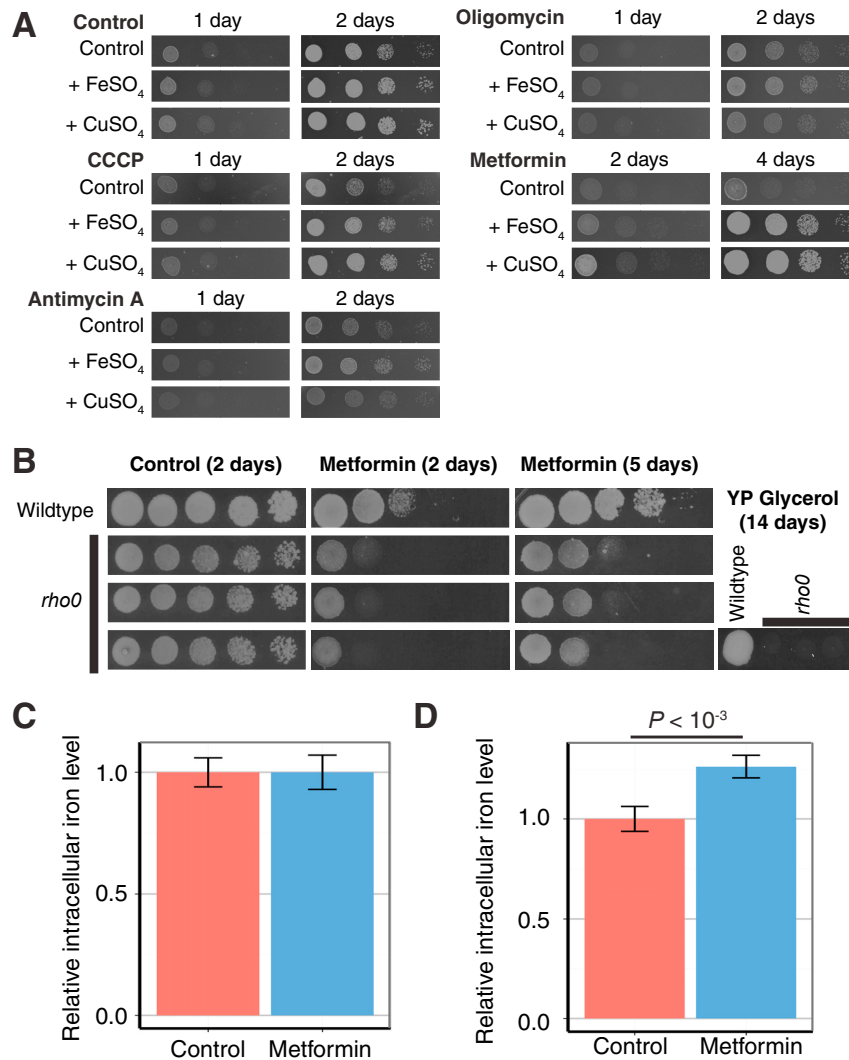 A
Control
1 day
2 days
Control
+ FeSO4
+ CuSO4
CCCP
1 day
2 days
Control
+ FeSO4
+ CuSO4
Antimycin A
1 day
2 days
Control
+ FeSO4
+ CuSO4
Oligomycin
1 day
2 days
Control
+ FeSO4
+ CuSO4
Metformin
2 days
4 days
Control
+ FeSO4
+ CuSO4
B
Control (2 days)
Metformin (2 days)
Metformin (5 days)
Wildtype
rho0
YP Glycerol
(14 days)
Wildtype
rho0
C
Relative intracellular iron level
1.0
0.5
0.0
Control
Metformin
D
P < 10-3
Relative intracellular iron level
1.0
0.5
0.0
Control
Metformin